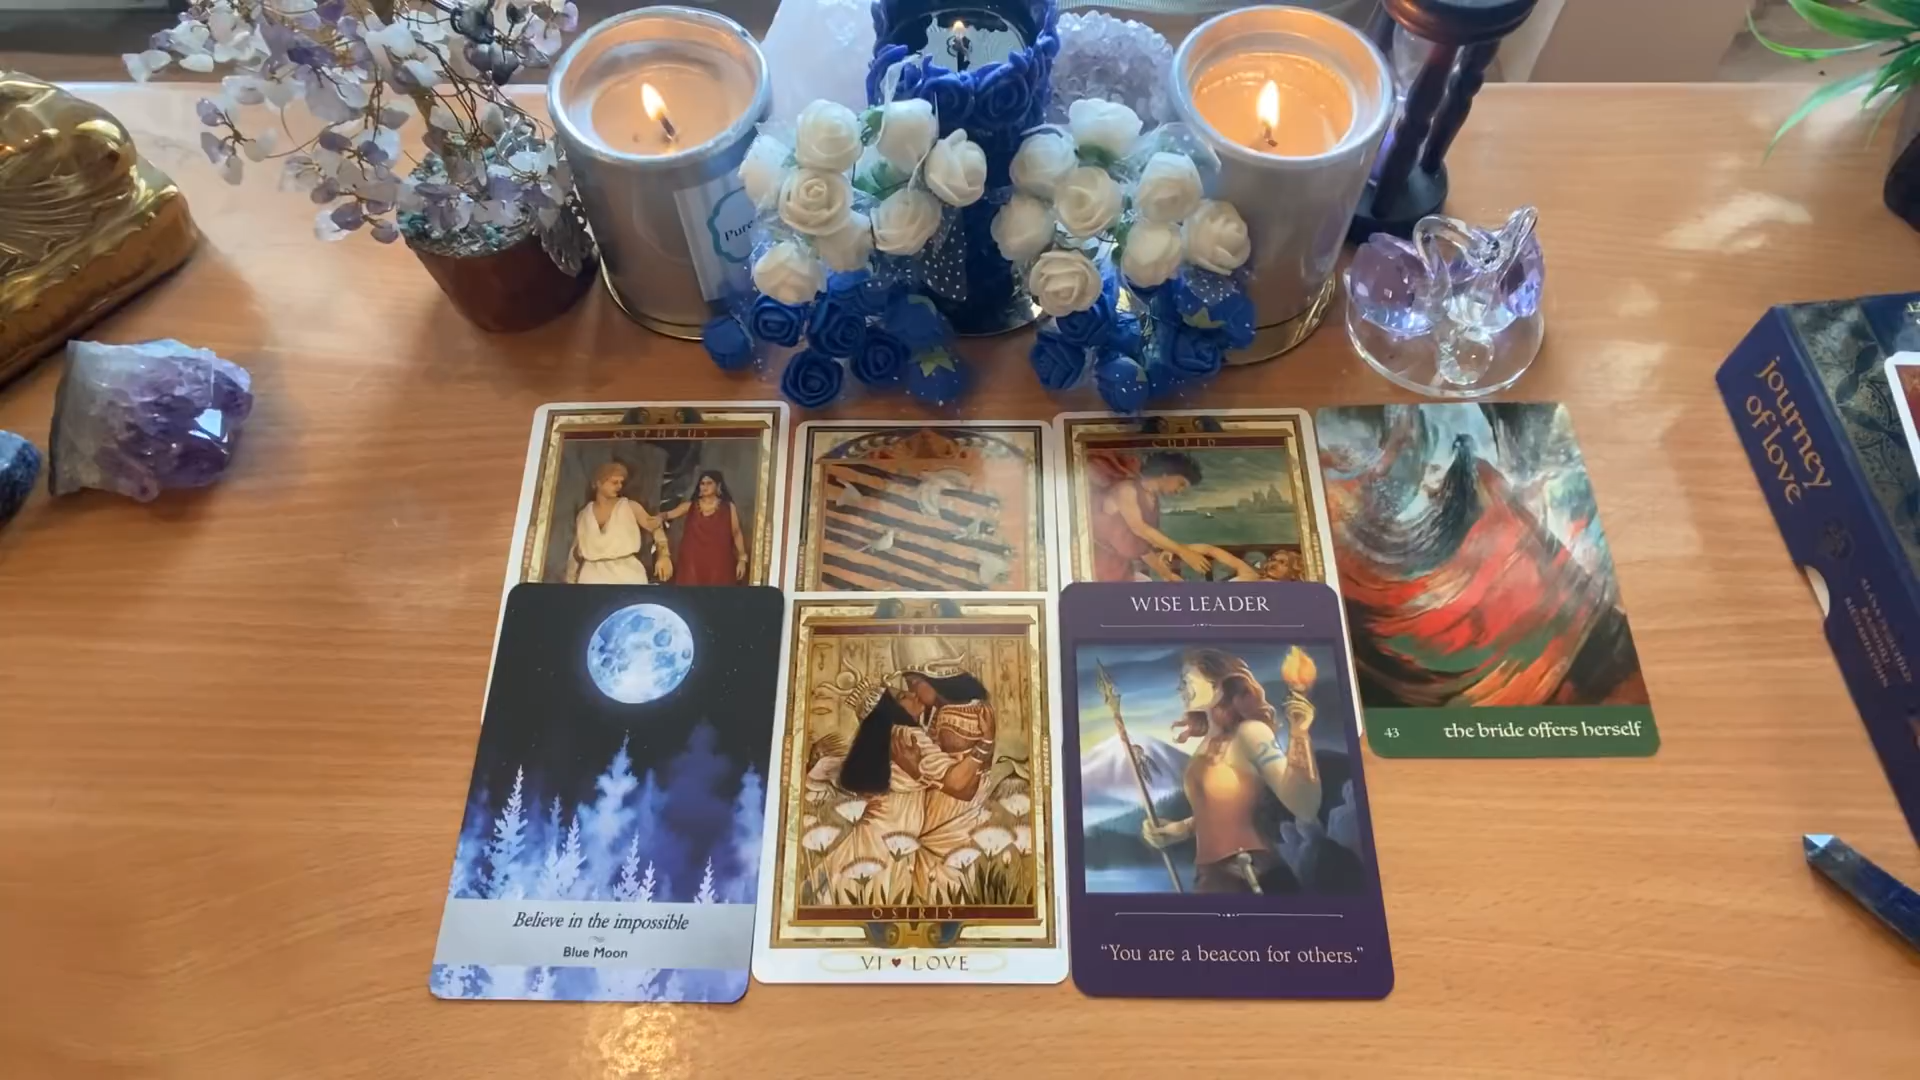 Pure
ORPHEUS
CUPID
journey
of love
43 the bride offers herself
Believe in the impossible
Blue Moon
ISIS
OSIRIS
VI ♥ LOVE
WISE LEADER
“You are a beacon for others.”